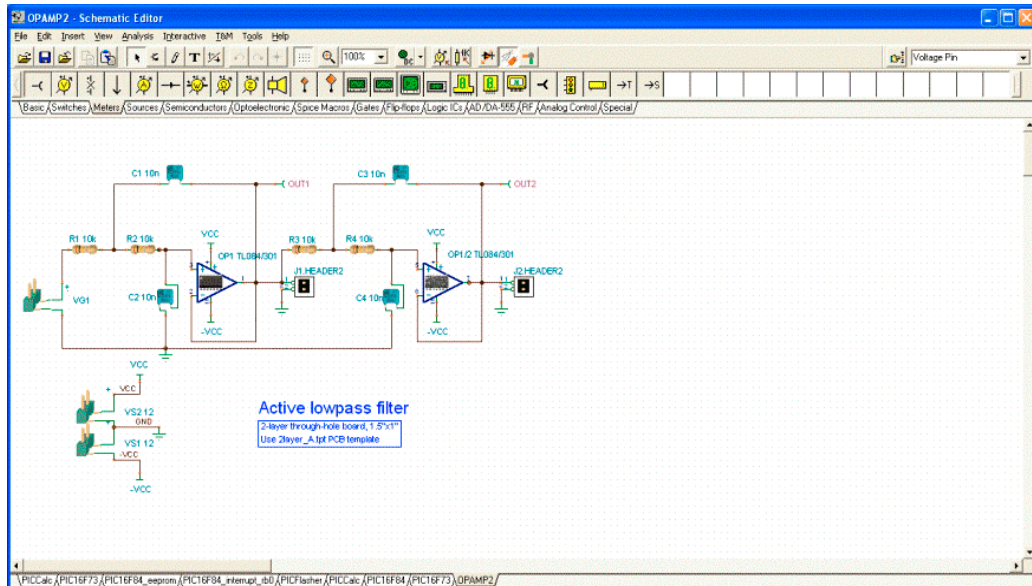 OPAMP2 - Schematic Editor
File Edit Insert View Analysis Interactive T&M Tools Help
100% Voltage Pin
Basic Switches Meters Sources Semiconductors Optoelectronic Spice Macros Gates Flip-flops Logic ICs AD/DA-555 RF Analog Control Special
C1 10n
C3 10n
OUT1
OUT2
R1 10k
R2 10k
VCC
OP1 TL084/301
R3 10k
R4 10k
VCC
OP1/2 TL084/301
J1.HEADER2
J2.HEADER2
VG1
C2 10n
C4 10n
-VCC
-VCC
VCC
VCC
VS2 12
GND
VS1 12
-VCC
-VCC
Active lowpass filter
2-layer through-hole board, 1.5"x1"
Use 2layer_A.tpt PCB template
PICCalc PIC16F73 PIC16F84_eeprom PIC16F84_interrupt_rb0 PICFlasher PICCalc PIC16F84 PIC16F73 OPAMP2